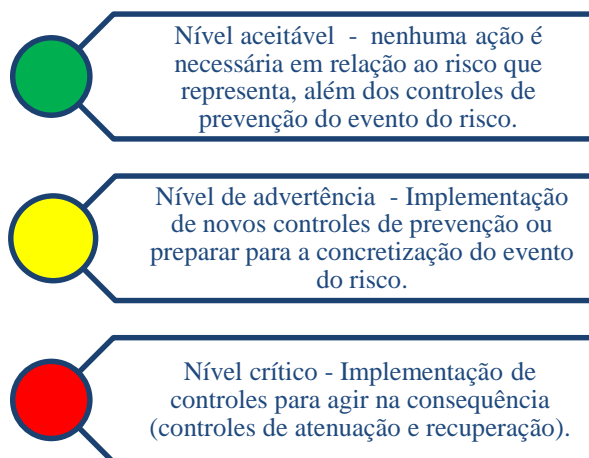 Nível aceitável  - nenhuma ação é
necessária em relação ao risco que
representa, além dos controles de
prevenção do evento do risco.
Nível de advertência  - Implementação
de novos controles de prevenção ou
preparar para a concretização do evento
do risco.
Nível crítico - Implementação de
controles para agir na consequência
(controles de atenuação e recuperação).